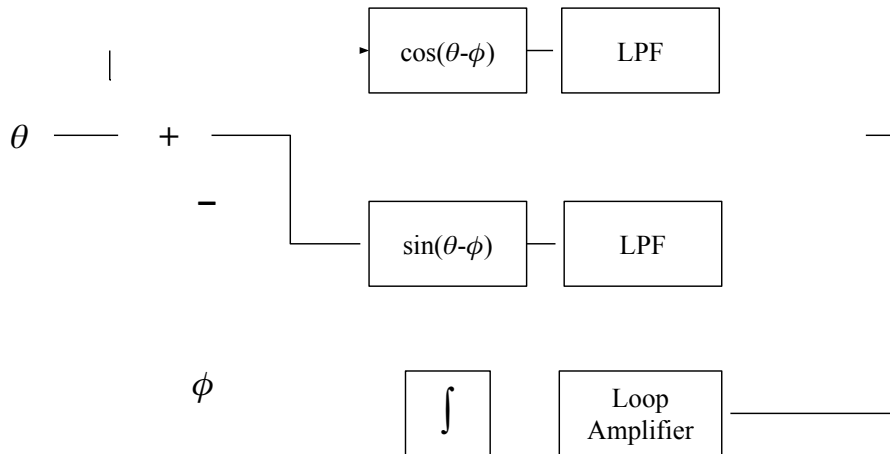 cos(θ-ϕ)
LPF
θ
+
−
sin(θ-ϕ)
LPF
ϕ
∫
Loop
Amplifier